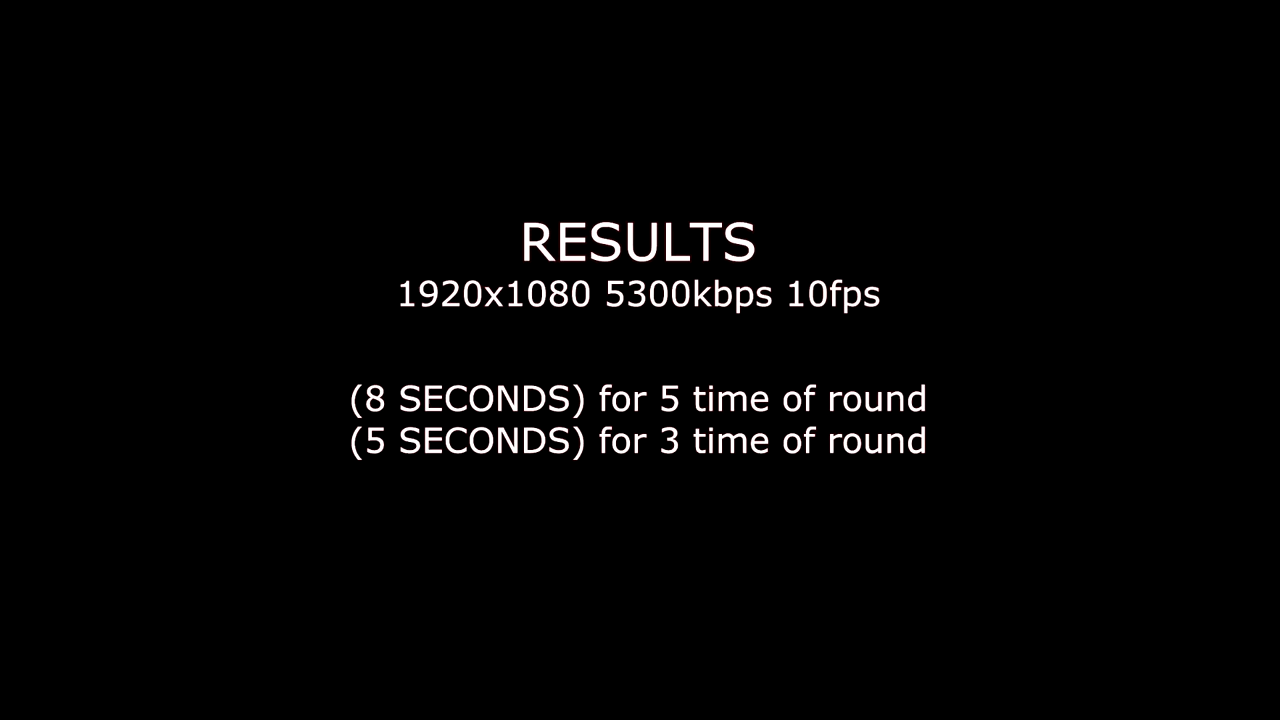 RESULTS
1920x1080 5300kbps 10fps
(8 SECONDS) for 5 time of round
(5 SECONDS) for 3 time of round